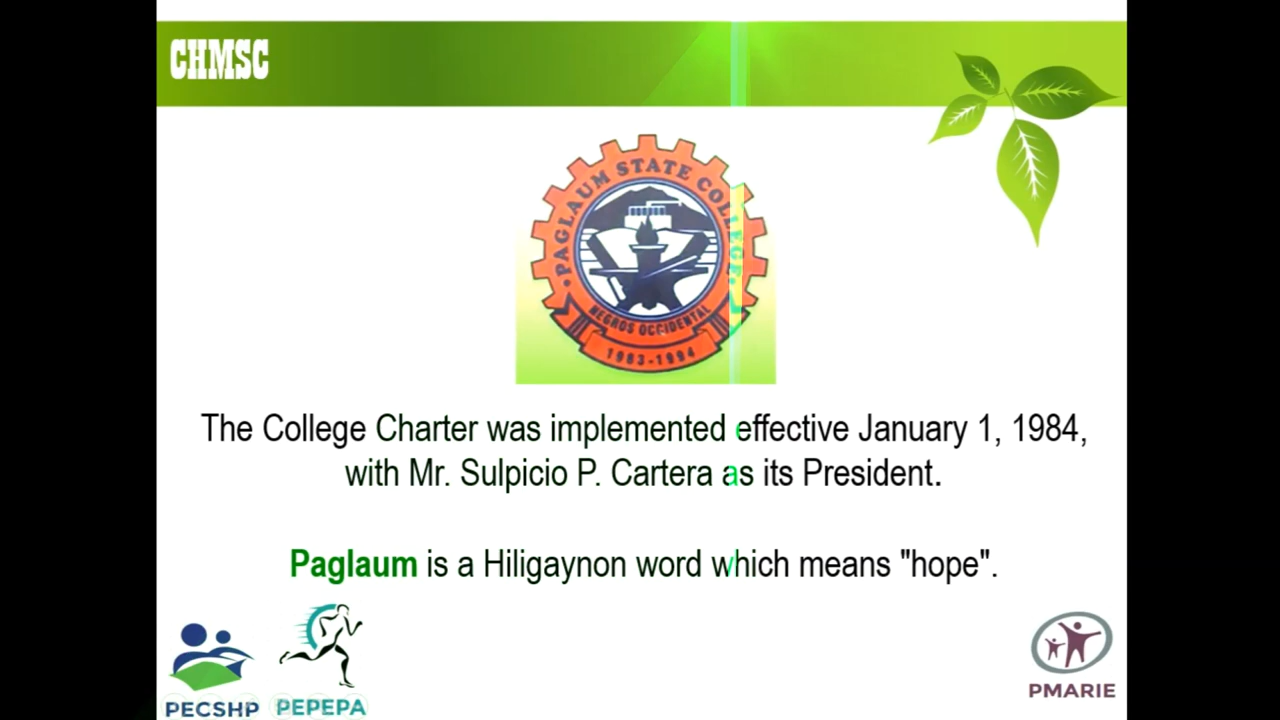 CHMSC
PAGLAUM STATE COLLEGE
NEGROS OCCIDENTAL
1983-1994
The College Charter was implemented effective January 1, 1984,
with Mr. Sulpicio P. Cartera as its President.
Paglaum is a Hiligaynon word which means "hope".
PECSHP PEPEPA
PMARIE